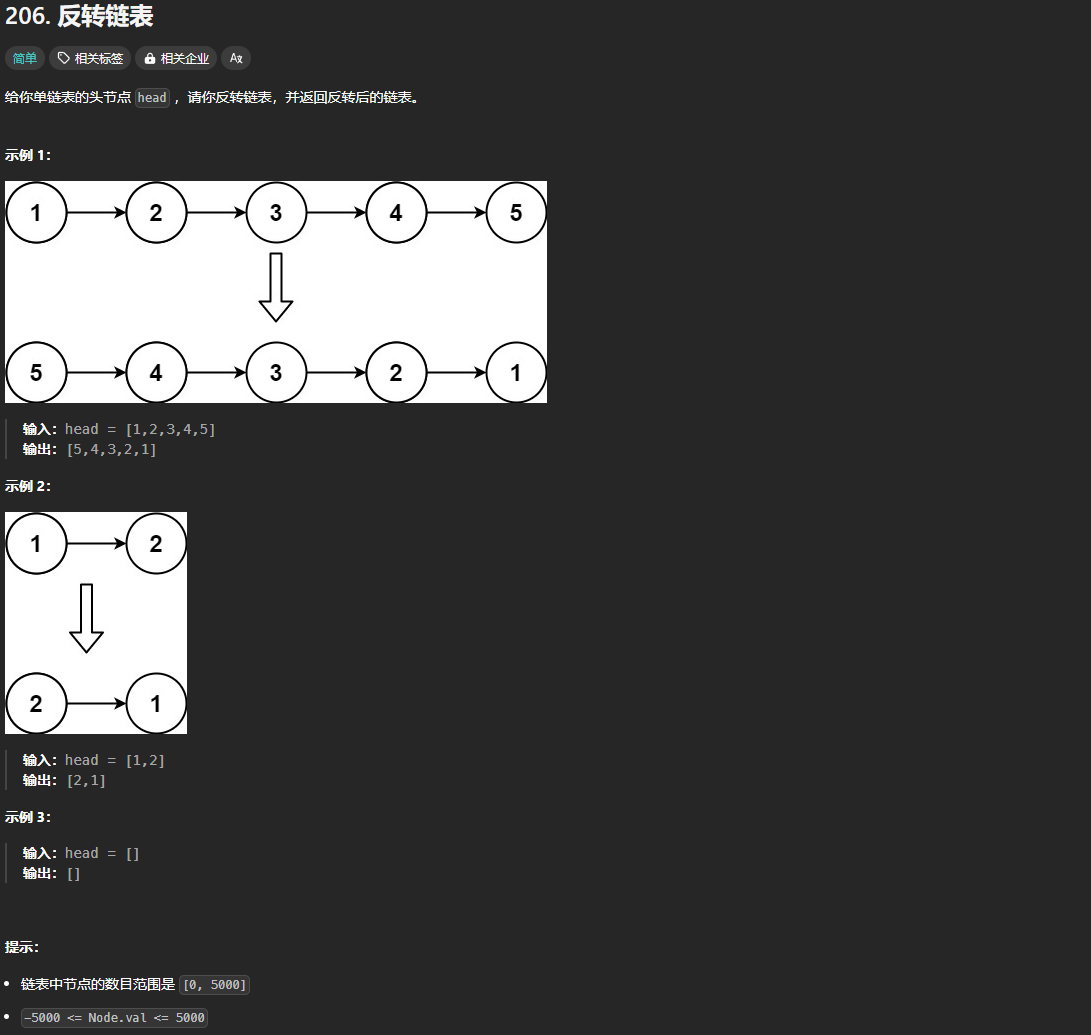 206. 反转链表
简单 相关标签 相关企业 Aあ
给你单链表的头节点 head ，请你反转链表，并返回反转后的链表。
示例 1：
1 2 3 4 5
5 4 3 2 1
输入：head = [1,2,3,4,5]
输出：[5,4,3,2,1]
示例 2：
1 2
2 1
输入：head = [1,2]
输出：[2,1]
示例 3：
输入：head = []
输出：[]
提示：
链表中节点的数目范围是 [0, 5000]
-5000 <= Node.val <= 5000